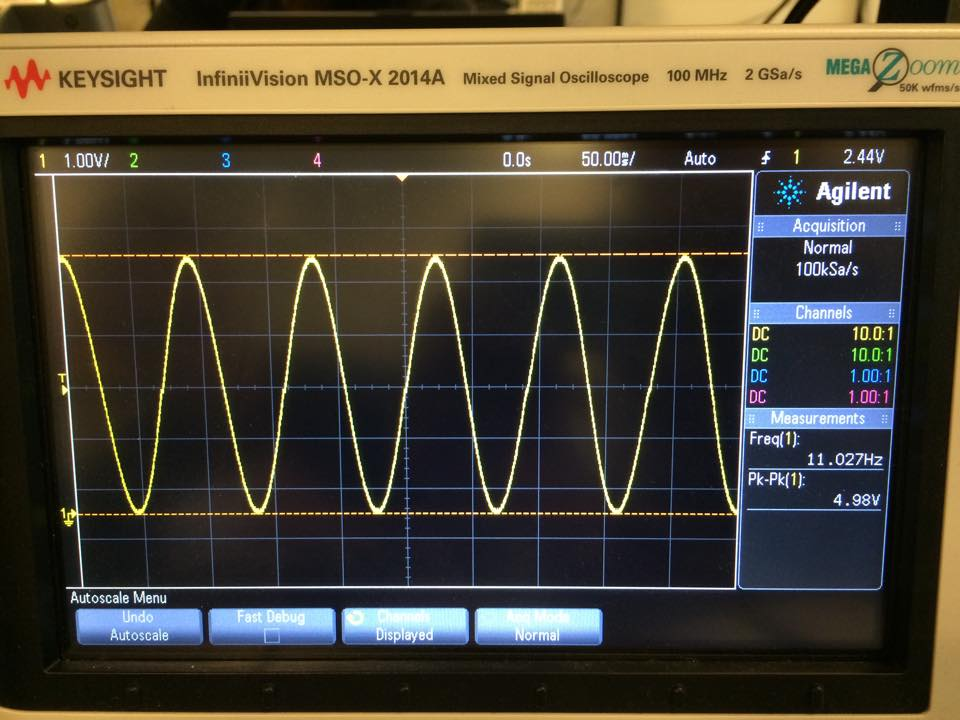 KEYSIGHT InfiniiVision MSO-X 2014A Mixed Signal Oscilloscope 100 MHz 2 GSa/s MEGA Zoom
50K wfms/s
1 1.00V/ 2 3 4 0.0s 50.00ms/ Auto 1 2.44V
Agilent
Acquisition
Normal
100kSa/s
Channels
DC 10.0:1
DC 10.0:1
DC 1.00:1
DC 1.00:1
Measurements
Freq(1):
11.027Hz
Pk-Pk(1):
4.98V
T
1
Autoscale Menu
Undo Autoscale
Fast Debug
Channels Displayed
Acq Mode Normal